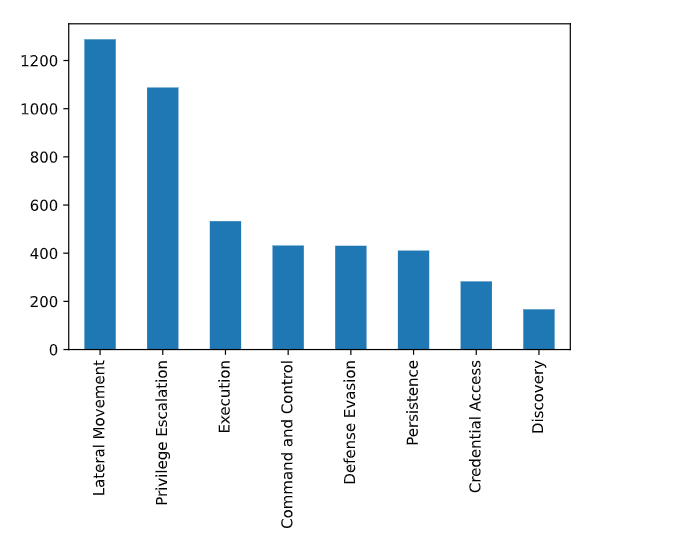 1200
1000
800
600
400
200
0
Lateral Movement
Privilege Escalation
Execution
Command and Control
Defense Evasion
Persistence
Credential Access
Discovery